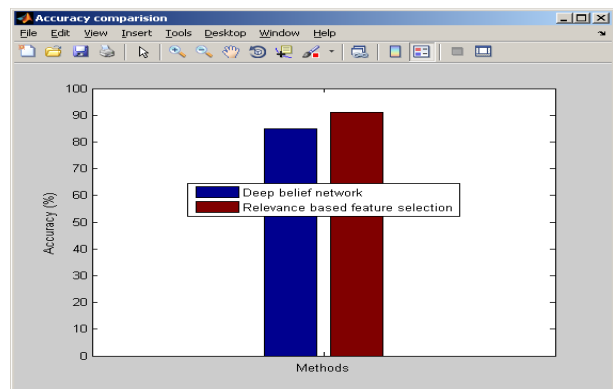 Accuracy comparision
File Edit View Insert Tools Desktop Window Help
100
90
80
70
60
50
40
30
20
10
0
Accuracy (%)
Deep belief network
Relevance based feature selection
Methods